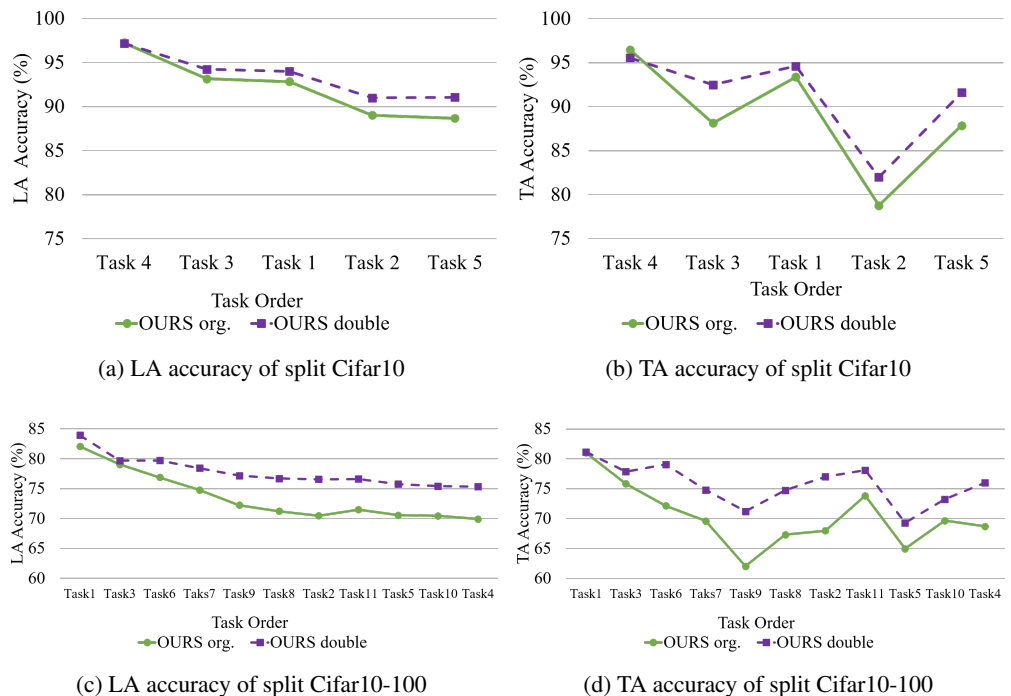 100
95
90
85
80
75
LA Accuracy (%)
Task 4 Task 3 Task 1 Task 2 Task 5
Task Order
OURS org. OURS double
(a) LA accuracy of split Cifar10
100
95
90
85
80
75
TA Accuracy (%)
Task 4 Task 3 Task 1 Task 2 Task 5
Task Order
OURS org. OURS double
(b) TA accuracy of split Cifar10
85
80
75
70
65
60
LA Accuracy (%)
Task1 Task3 Task6 Taks7 Task9 Task8 Task2 Task11 Task5 Task10 Task4
Task Order
OURS org. OURS double
(c) LA accuracy of split Cifar10-100
85
80
75
70
65
60
TA Accuracy (%)
Task1 Task3 Task6 Taks7 Task9 Task8 Task2 Task11 Task5 Task10 Task4
Task Order
OURS org. OURS double
(d) TA accuracy of split Cifar10-100